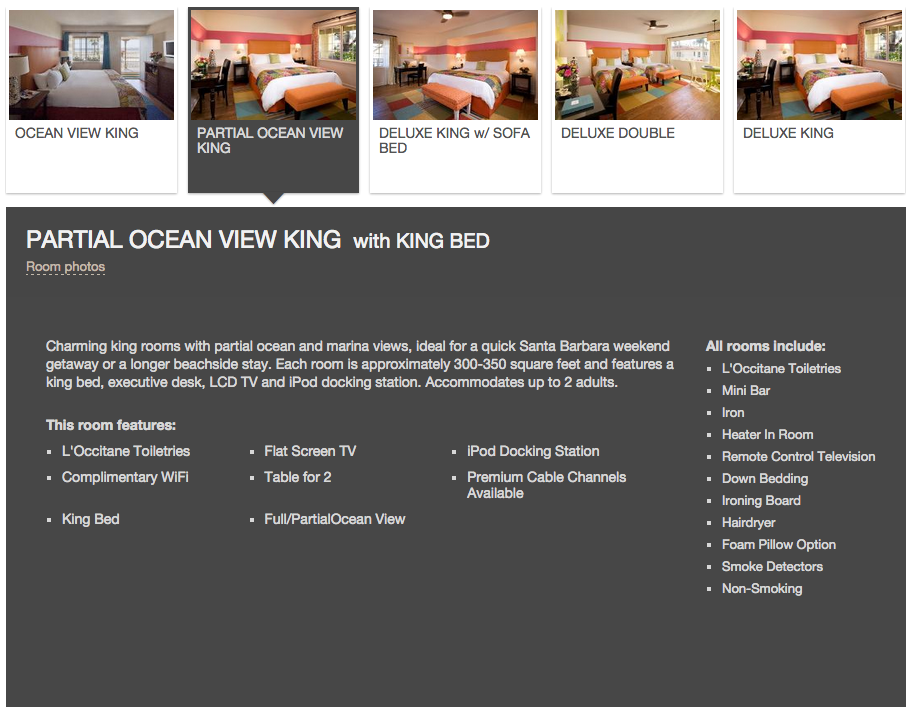 OCEAN VIEW KING
PARTIAL OCEAN VIEW
KING
DELUXE KING w/ SOFA
BED
DELUXE DOUBLE
DELUXE KING
PARTIAL OCEAN VIEW KING with KING BED
Room photos
Charming king rooms with partial ocean and marina views, ideal for a quick Santa Barbara weekend
getaway or a longer beachside stay. Each room is approximately 300-350 square feet and features a
king bed, executive desk, LCD TV and iPod docking station. Accommodates up to 2 adults.
This room features:
▪ L'Occitane Toiletries
▪ Flat Screen TV
▪ iPod Docking Station
▪ Complimentary WiFi
▪ Table for 2
▪ Premium Cable Channels
Available
▪ King Bed
▪ Full/PartialOcean View
All rooms include:
▪ L'Occitane Toiletries
▪ Mini Bar
▪ Iron
▪ Heater In Room
▪ Remote Control Television
▪ Down Bedding
▪ Ironing Board
▪ Hairdryer
▪ Foam Pillow Option
▪ Smoke Detectors
▪ Non-Smoking